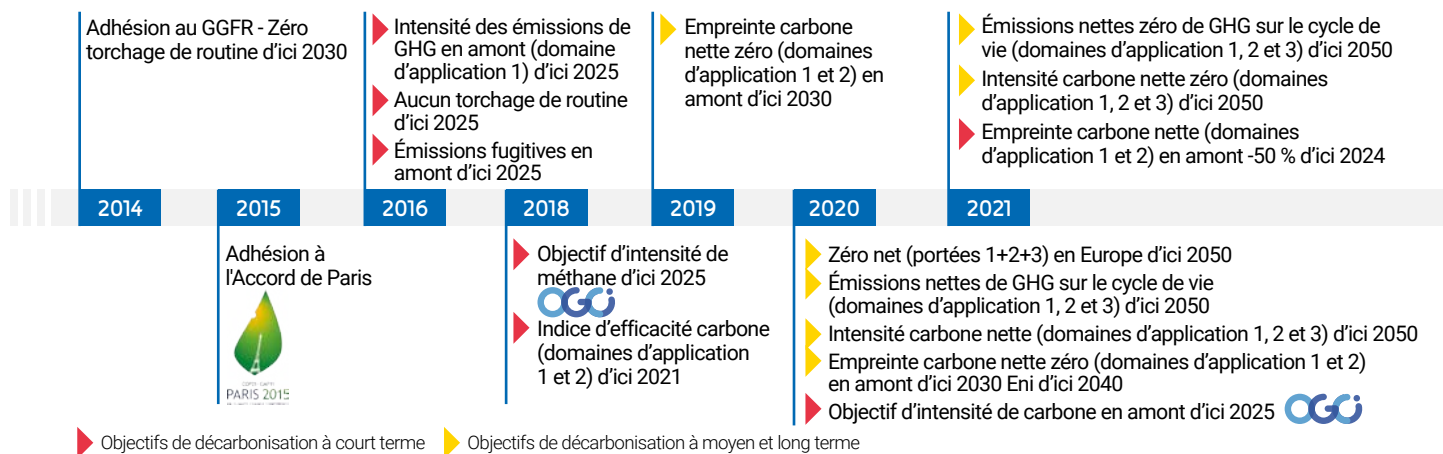 Adhésion au GGFR - Zéro
torchage de routine d'ici 2030
Intensité des émissions de
GHG en amont (domaine
d'application 1) d'ici 2025
Aucun torchage de routine
d'ici 2025
Émissions fugitives en
amont d'ici 2025
Empreinte carbone
nette zéro (domaines
d'application 1 et 2) en
amont d'ici 2030
Émissions nettes zéro de GHG sur le cycle de
vie (domaines d'application 1, 2 et 3) d'ici 2050
Intensité carbone nette zéro (domaines
d'application 1, 2 et 3) d'ici 2050
Empreinte carbone nette (domaines
d'application 1 et 2) en amont -50 % d'ici 2024
2014
2015
2016
2018
2019
2020
2021
Adhésion à
l'Accord de Paris
PARIS 2015
Objectif d'intensité de
méthane d'ici 2025
OGCi
Indice d'efficacité carbone
(domaines d'application
1 et 2) d'ici 2021
Zéro net (portées 1+2+3) en Europe d'ici 2050
Émissions nettes de GHG sur le cycle de vie
(domaines d'application 1, 2 et 3) d'ici 2050
Intensité carbone nette (domaines d'application 1, 2 et 3) d'ici 2050
Empreinte carbone nette zéro (domaines d'application 1 et 2)
en amont d'ici 2030 Eni d'ici 2040
Objectif d'intensité de carbone en amont d'ici 2025 OGCi
Objectifs de décarbonisation à court terme
Objectifs de décarbonisation à moyen et long terme